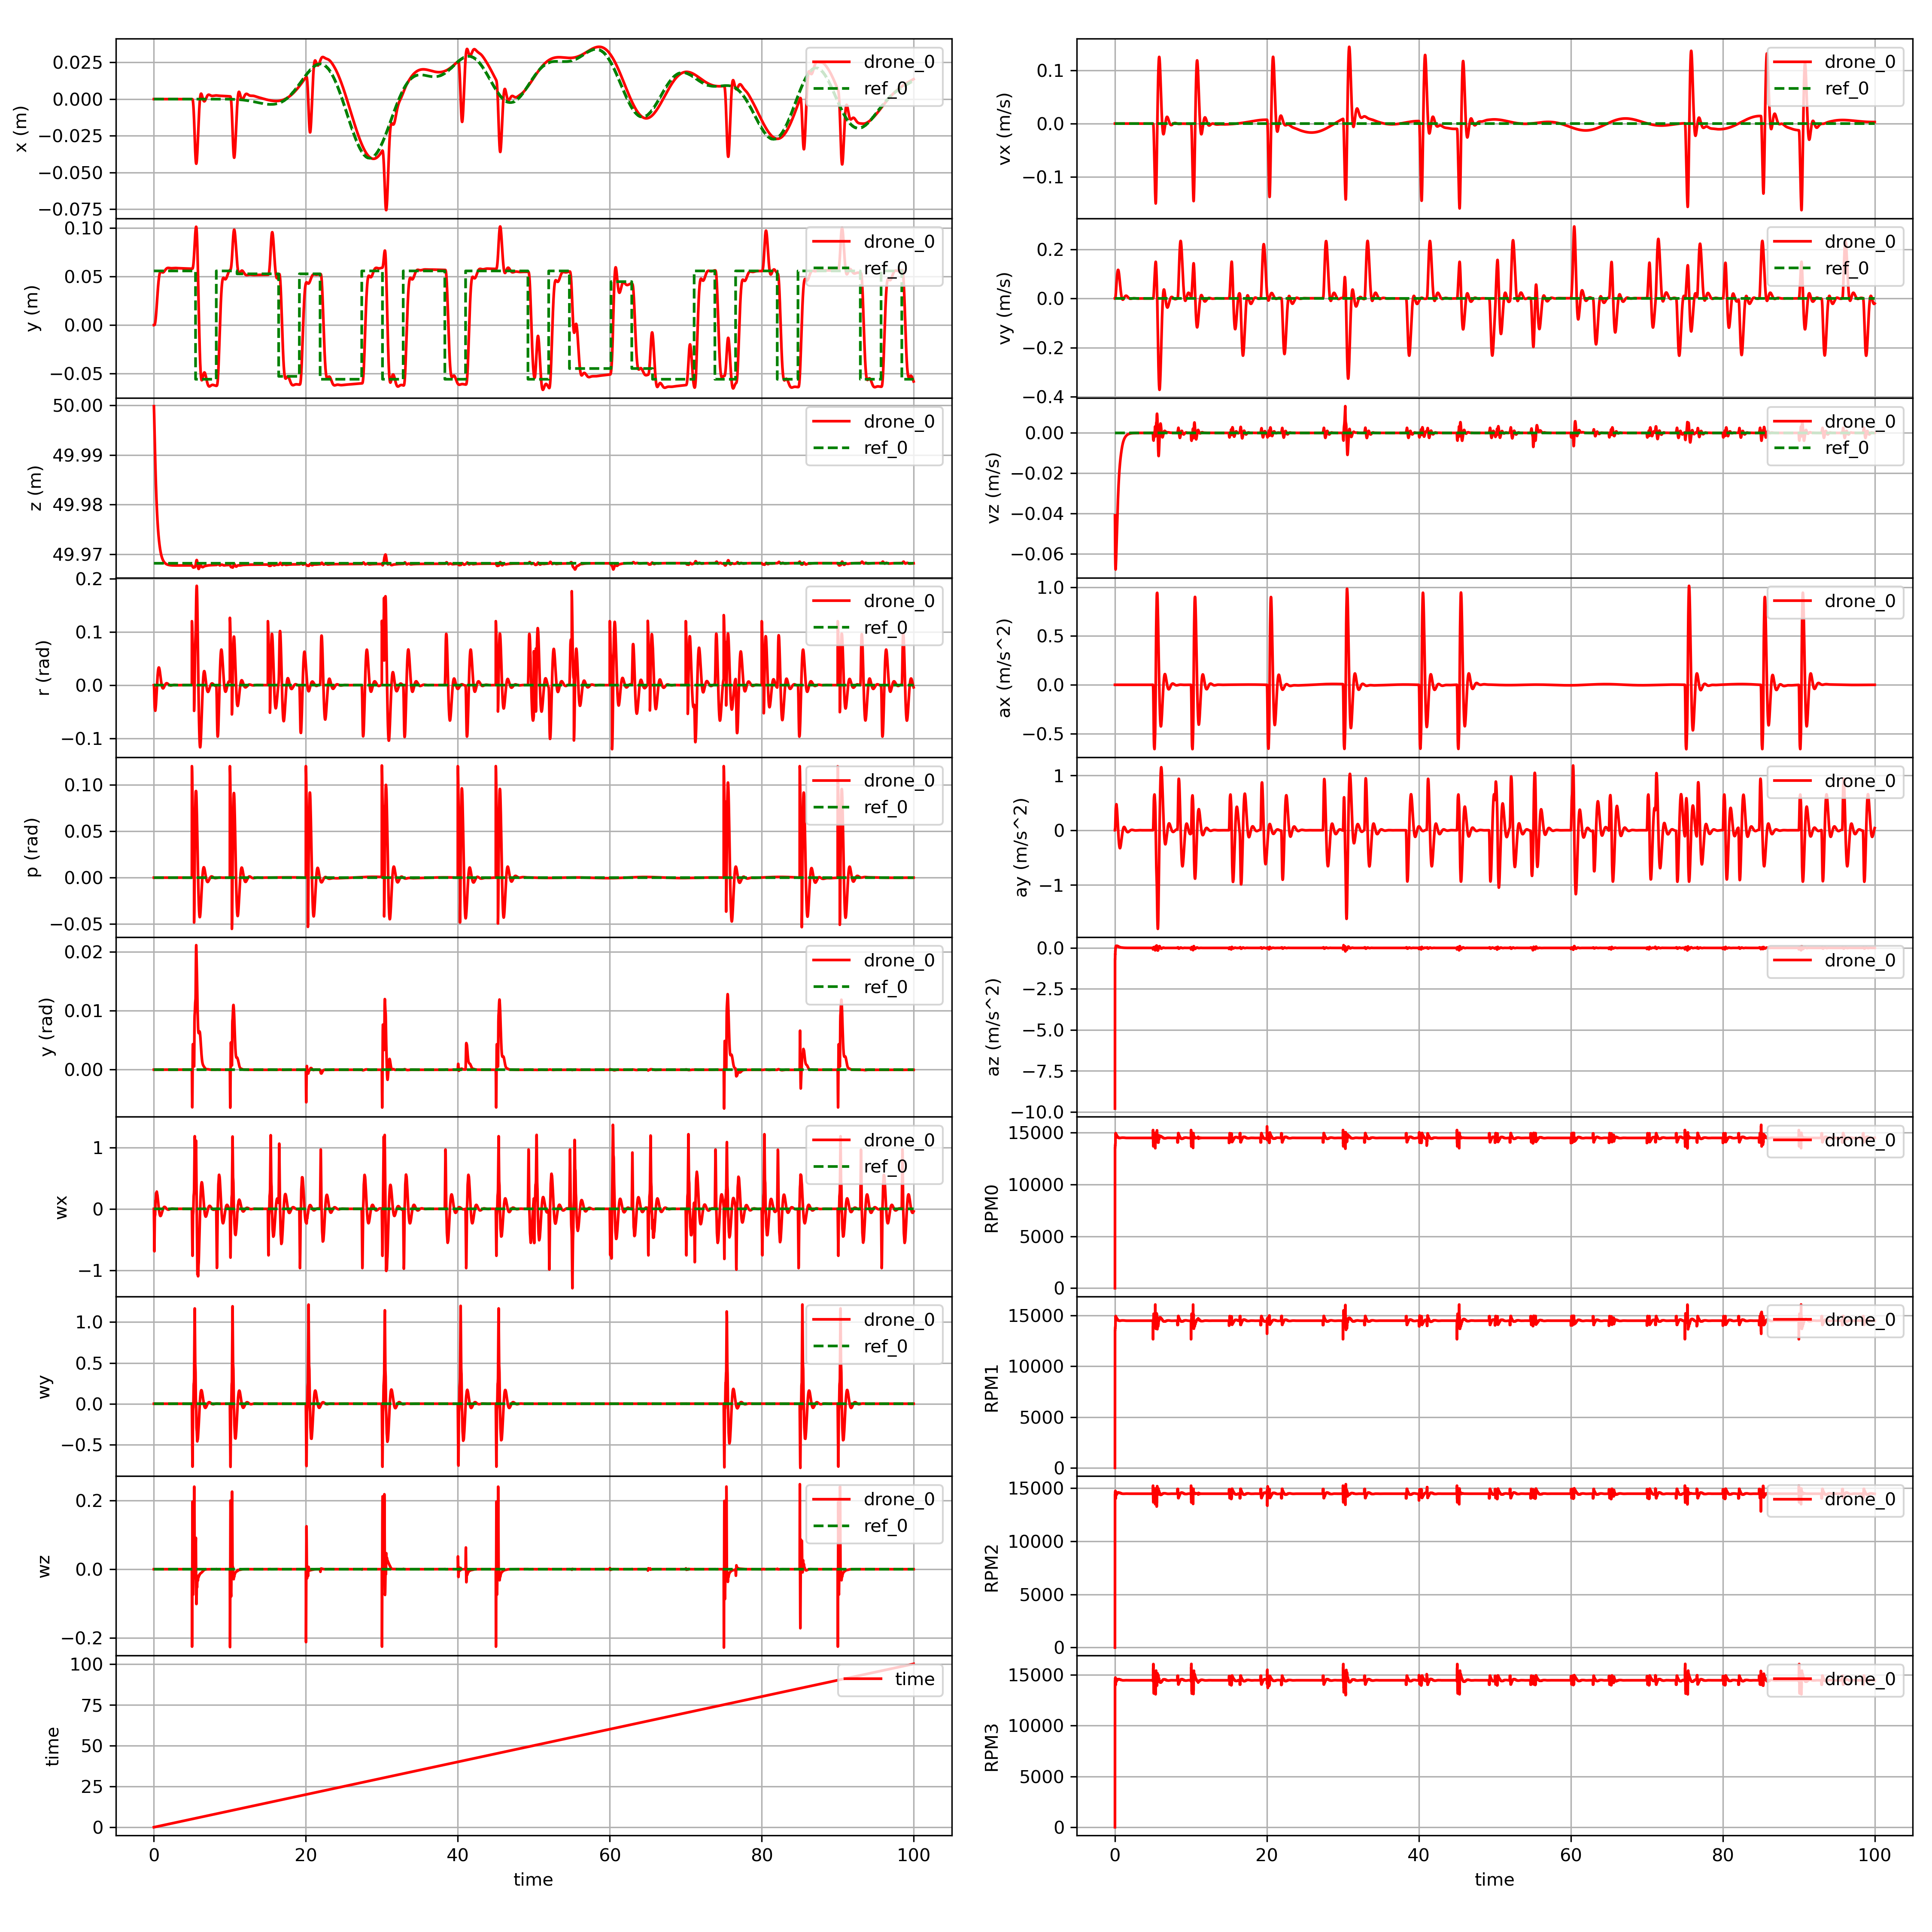 x (m)
0.025
0.000
−0.025
−0.050
−0.075
drone_0
ref_0
y (m)
0.10
0.05
0.00
−0.05
drone_0
ref_0
z (m)
50.00
49.99
49.98
49.97
drone_0
ref_0
r (rad)
0.2
0.1
0.0
−0.1
drone_0
ref_0
p (rad)
0.10
0.05
0.00
−0.05
drone_0
ref_0
y (rad)
0.02
0.01
0.00
drone_0
ref_0
wx
1
0
−1
drone_0
ref_0
wy
1.0
0.5
0.0
−0.5
drone_0
ref_0
wz
0.2
0.0
−0.2
drone_0
ref_0
time
100
75
50
25
0
time
0 20 40 60 80 100
time
vx (m/s)
0.1
0.0
−0.1
drone_0
ref_0
vy (m/s)
0.2
0.0
−0.2
−0.4
drone_0
ref_0
vz (m/s)
0.00
−0.02
−0.04
−0.06
drone_0
ref_0
ax (m/s^2)
1.0
0.5
0.0
−0.5
drone_0
ay (m/s^2)
1
0
−1
drone_0
az (m/s^2)
0.0
−2.5
−5.0
−7.5
−10.0
drone_0
RPM0
15000
10000
5000
0
drone_0
RPM1
15000
10000
5000
0
drone_0
RPM2
15000
10000
5000
0
drone_0
RPM3
15000
10000
5000
0
drone_0
0 20 40 60 80 100
time